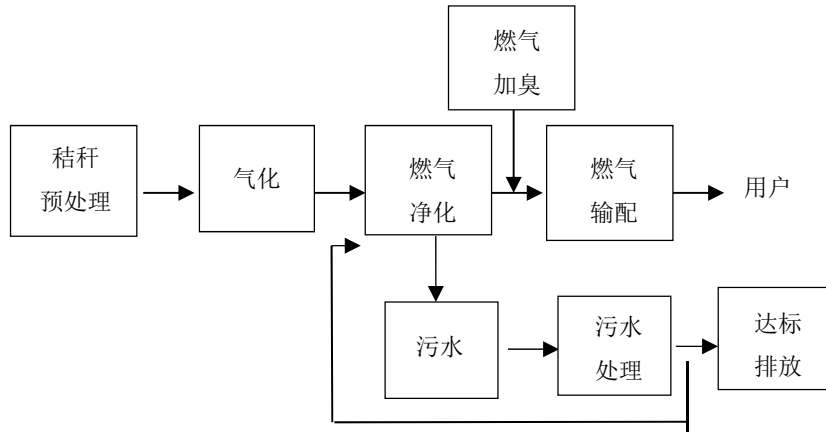 燃气
加臭
秸秆
预处理
气化
燃气
净化
燃气
输配
用户
污水
污水
处理
达标
排放